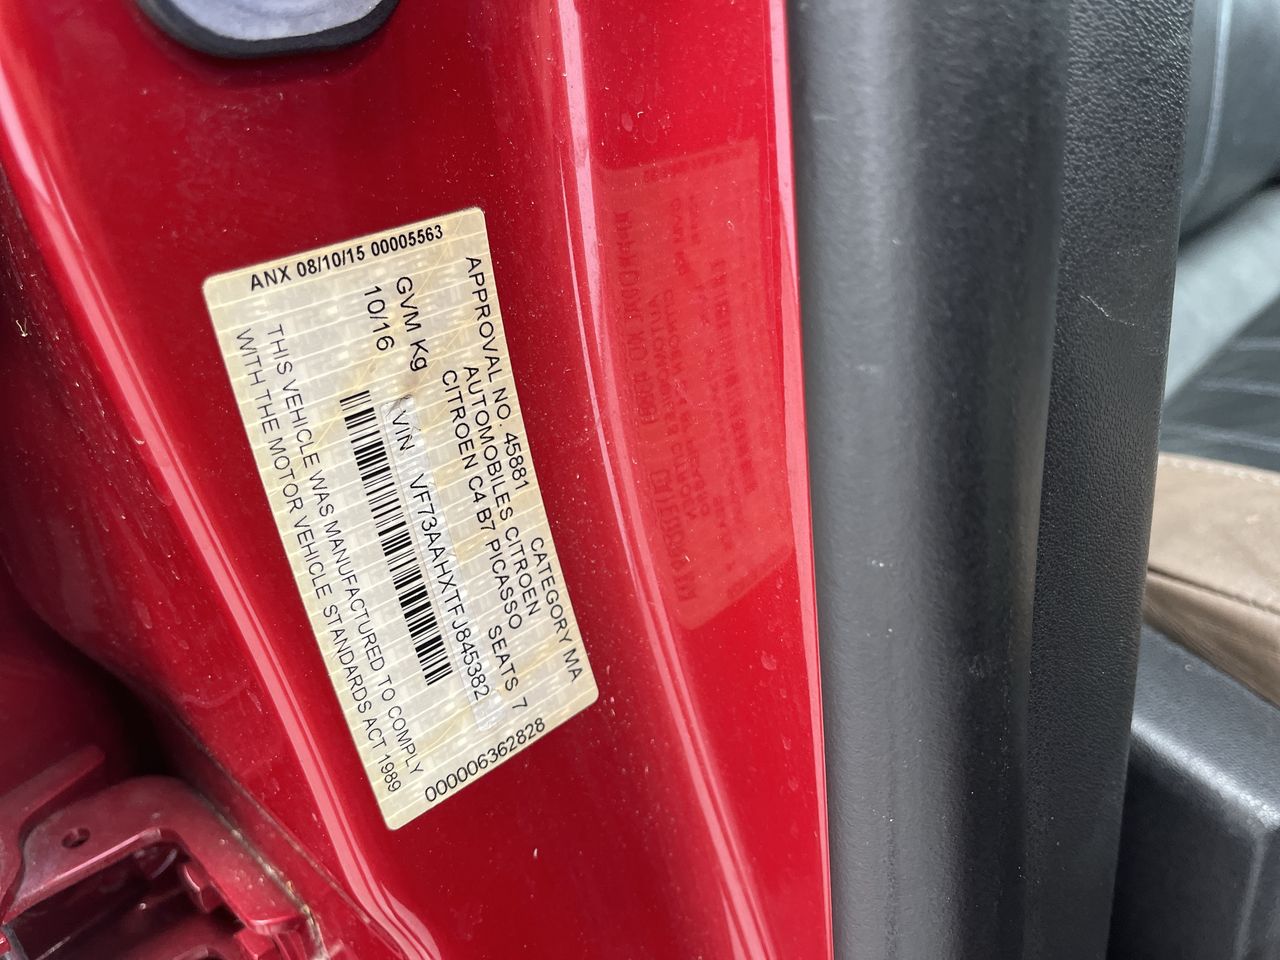 ANX 08/10/15 00005563
APPROVAL NO. 45881 CATEGORY MA
AUTOMOBILES CITROEN
CITROEN C4 B7 PICASSO SEATS 7
GVM Kg
10/16 VIN VF73AAHXTFJ845382
THIS VEHICLE WAS MANUFACTURED TO COMPLY
WITH THE MOTOR VEHICLE STANDARDS ACT 1989
000006362828